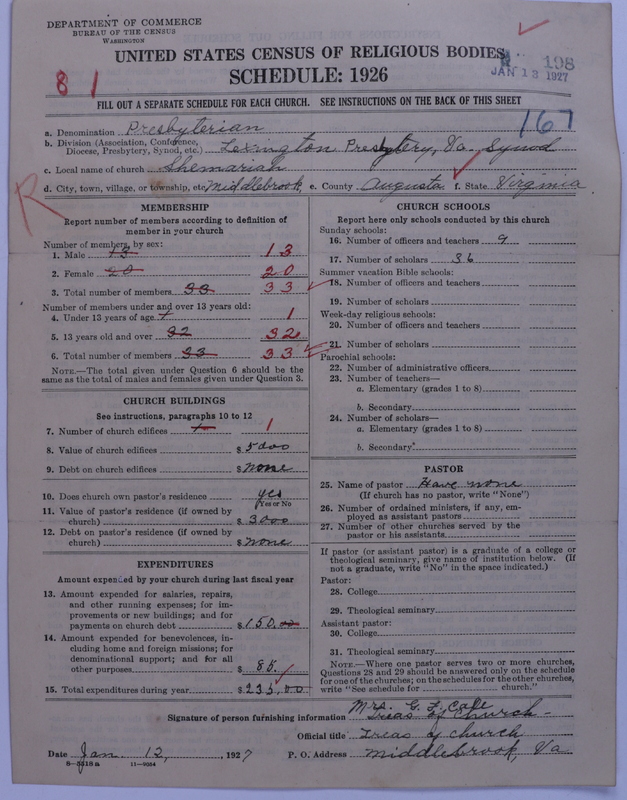 DEPARTMENT OF COMMERCE
BUREAU OF THE CENSUS
WASHINGTON
UNITED STATES CENSUS OF RELIGIOUS BODIES
SCHEDULE: 1926
8 1
198
JAN 13 1927
FILL OUT A SEPARATE SCHEDULE FOR EACH CHURCH. SEE INSTRUCTIONS ON THE BACK OF THIS SHEET
167
a. Denomination Presbyterian
b. Division (Association, Conference, Diocese, Presbytery, Synod, etc.) Lexington Presbytery, Va. Synod
c. Local name of church Shemariah
d. City, town, village, or township, etc. Middlebrook, e. County Augusta f. State Virginia
R
MEMBERSHIP
Report number of members according to definition of
member in your church
Number of members, by sex:
1. Male 13 13
2. Female 20 20
3. Total number of members 33 33
Number of members under and over 13 years old:
4. Under 13 years of age 1 1
5. 13 years old and over 32 32
6. Total number of members 33 33
NOTE.—The total given under Question 6 should be
same as the total of males and females given under Question 3.
CHURCH BUILDINGS
See instructions, paragraphs 10 to 12
7. Number of church edifices 1 1
8. Value of church edifices $ 5000
9. Debt on church edifices $ None
10. Does church own pastor's residence yes
Yes or No
11. Value of pastor's residence (if owned by
church) $ 3000
12. Debt on pastor's residence (if owned by
church) $ None
EXPENDITURES
Amount expended by your church during last fiscal year
13. Amount expended for salaries, repairs,
and other running expenses; for im-
provements or new buildings; and for
payments on church debt $ 150.00
14. Amount expended for benevolences, in-
cluding home and foreign missions; for
denominational support; and for all
other purposes $ 85.
15. Total expenditures during year $ 235.00
CHURCH SCHOOLS
Report here only schools conducted by this church
Sunday schools:
16. Number of officers and teachers 9
17. Number of scholars 36
Summer vacation Bible schools:
18. Number of officers and teachers
19. Number of scholars
Week-day religious schools:
20. Number of officers and teachers
21. Number of scholars
Parochial schools:
22. Number of administrative officers
23. Number of teachers—
a. Elementary (grades 1 to 8)
b. Secondary
24. Number of scholars—
a. Elementary (grades 1 to 8)
b. Secondary
PASTOR
25. Name of pastor Have none
(If church has no pastor, write "None")
26. Number of ordained ministers, if any, em-
ployed as assistant pastors
27. Number of other churches served by the
pastor or his assistants
If pastor (or assistant pastor) is a graduate of a college or
theological seminary, give name of institution below. (If
not a graduate, write "No" in the space indicated.)
Pastor:
28. College
29. Theological seminary
Assistant pastor:
30. College
31. Theological seminary
NOTE.—Where one pastor serves two or more churches,
Questions 28 and 29 should be answered only on the schedule
for one of the churches; on the schedules for the other churches,
write "See schedule for church."
Mrs. G. F. Cale
Signature of person furnishing information Treas of Church
Official title Treas of church
Date Jan. 12, 1927 P. O. Address Middlebrook, Va
11—9054